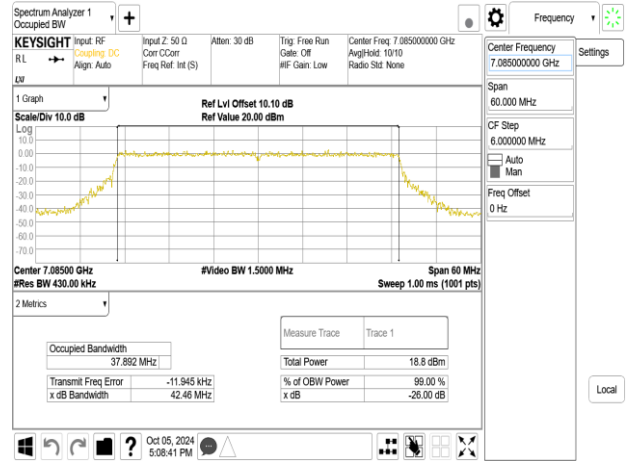 Spectrum Analyzer 1
Occupied BW
KEYSIGHT
RL
Input: RF
Coupling: DC
Align: Auto
Input Z: 50 Ω
Corr CCorr
Freq Ref: Int (S)
Atten: 30 dB
Trig: Free Run
Gate: Off
#IF Gain: Low
Center Freq: 7.085000000 GHz
Avg|Hold: 10/10
Radio Std: None
1 Graph
Scale/Div 10.0 dB
Ref Lvl Offset 10.10 dB
Ref Value 20.00 dBm
Log
10.0
0.00
-10.0
-20.0
-30.0
-40.0
-50.0
-60.0
-70.0
Center 7.08500 GHz
#Res BW 430.00 kHz
#Video BW 1.5000 MHz
Span 60 MHz
Sweep 1.00 ms (1001 pts)
2 Metrics
Measure Trace
Trace 1
Occupied Bandwidth
37.892 MHz
Total Power
18.8 dBm
Transmit Freq Error
-11.945 kHz
% of OBW Power
99.00 %
x dB Bandwidth
42.46 MHz
x dB
-26.00 dB
?
Oct 05, 2024
5:08:41 PM
Frequency
Center Frequency
7.085000000 GHz
Settings
Span
60.000 MHz
CF Step
6.000000 MHz
Auto
Man
Freq Offset
0 Hz
Local